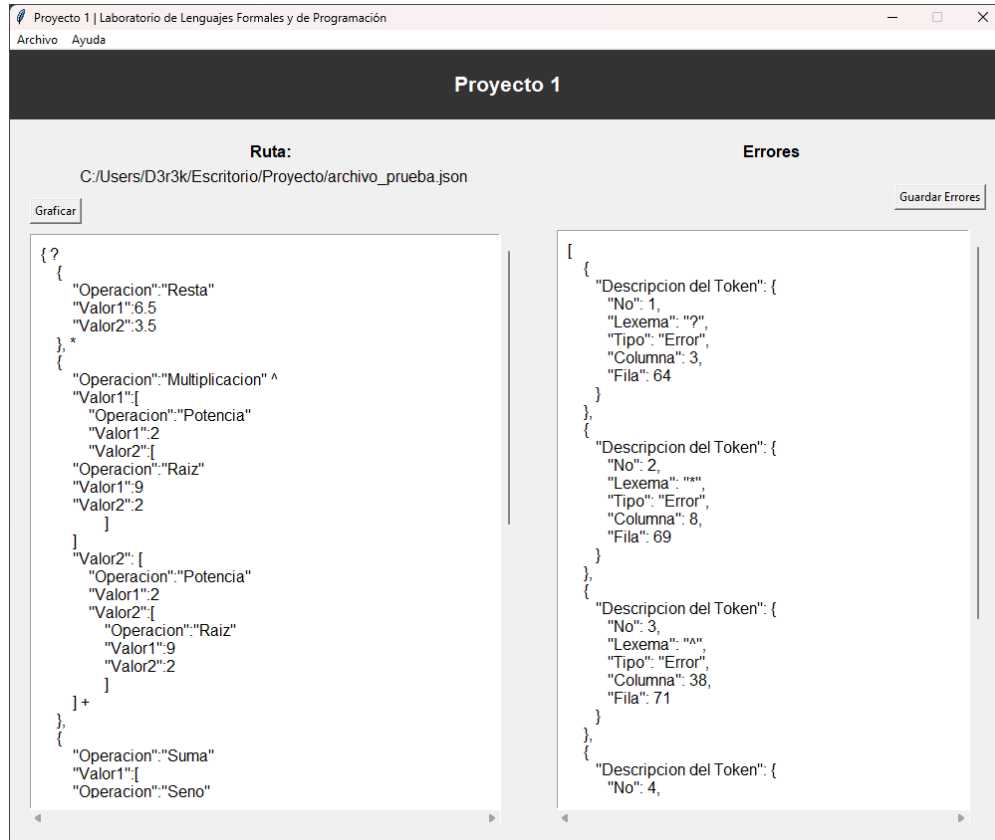 Proyecto 1 | Laboratorio de Lenguajes Formales y de Programación
Archivo Ayuda
Proyecto 1
Ruta:
C:/Users/D3r3k/Escritorio/Proyecto/archivo_prueba.json
Graficar
{ ?
{
"Operacion":"Resta"
"Valor1":6.5
"Valor2":3.5
}, *
{
"Operacion":"Multiplicacion" ^
"Valor1":[
"Operacion":"Potencia"
"Valor1":2
"Valor2":[
"Operacion":"Raiz"
"Valor1":9
"Valor2":2
]
]
"Valor2": [
"Operacion":"Potencia"
"Valor1":2
"Valor2":[
"Operacion":"Raiz"
"Valor1":9
"Valor2":2
]
] +
},
{
"Operacion":"Suma"
"Valor1":[
"Operacion":"Seno"
Errores
Guardar Errores
[
{
"Descripcion del Token": {
"No": 1,
"Lexema": "?",
"Tipo": "Error",
"Columna": 3,
"Fila": 64
}
},
{
"Descripcion del Token": {
"No": 2,
"Lexema": "*",
"Tipo": "Error",
"Columna": 8,
"Fila": 69
}
},
{
"Descripcion del Token": {
"No": 3,
"Lexema": "^",
"Tipo": "Error",
"Columna": 38,
"Fila": 71
}
},
{
"Descripcion del Token": {
"No": 4,